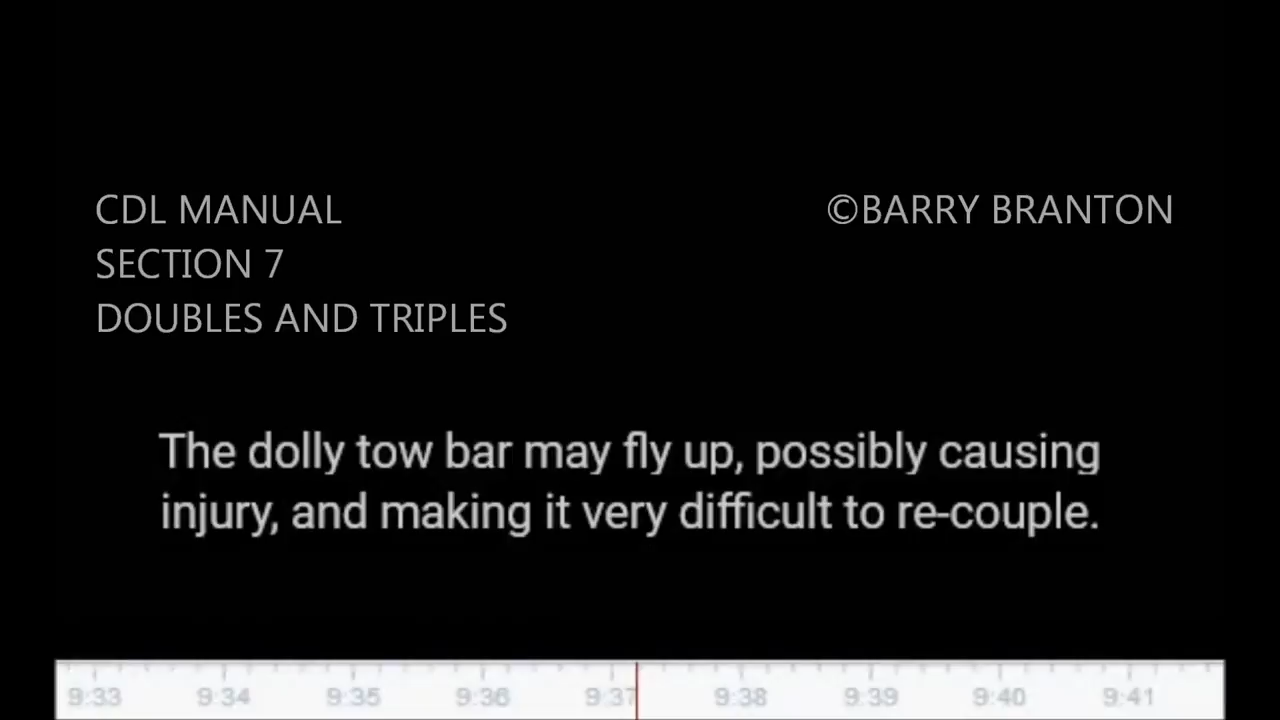 CDL MANUAL
©BARRY BRANTON
SECTION 7
DOUBLES AND TRIPLES
The dolly tow bar may fly up, possibly causing
injury, and making it very difficult to re-couple.
9:33 9:34 9:35 9:36 9:37 9:38 9:39 9:40 9:41